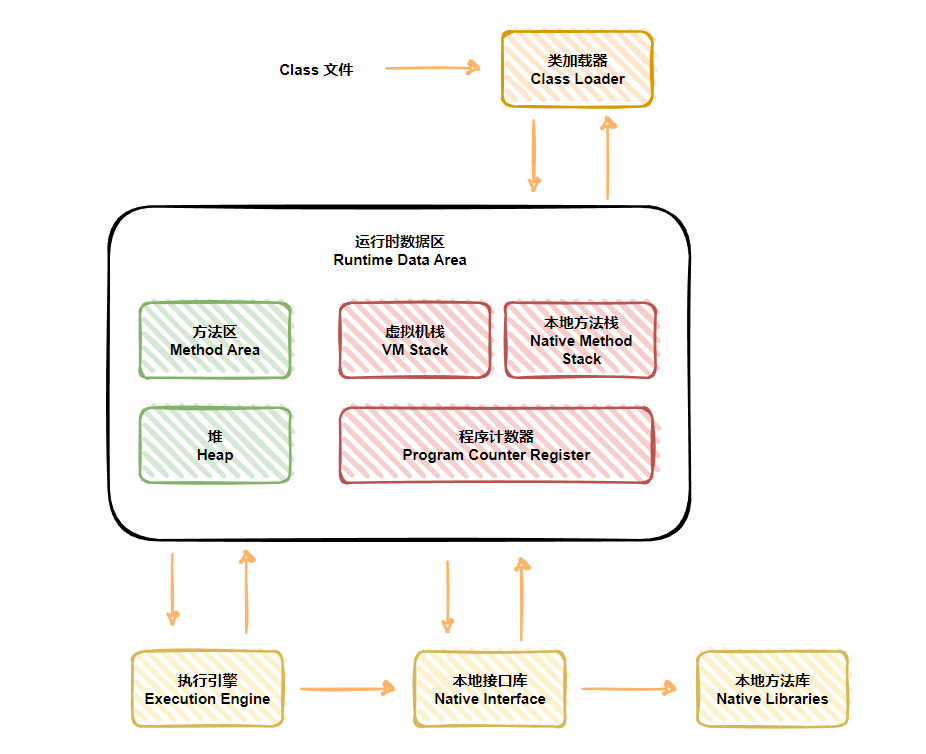 类加载器
Class Loader
Class 文件
运行时数据区
Runtime Data Area
方法区
Method Area
虚拟机栈
VM Stack
本地方法栈
Native Method
Stack
堆
Heap
程序计数器
Program Counter Register
执行引擎
Execution Engine
本地接口库
Native Interface
本地方法库
Native Libraries